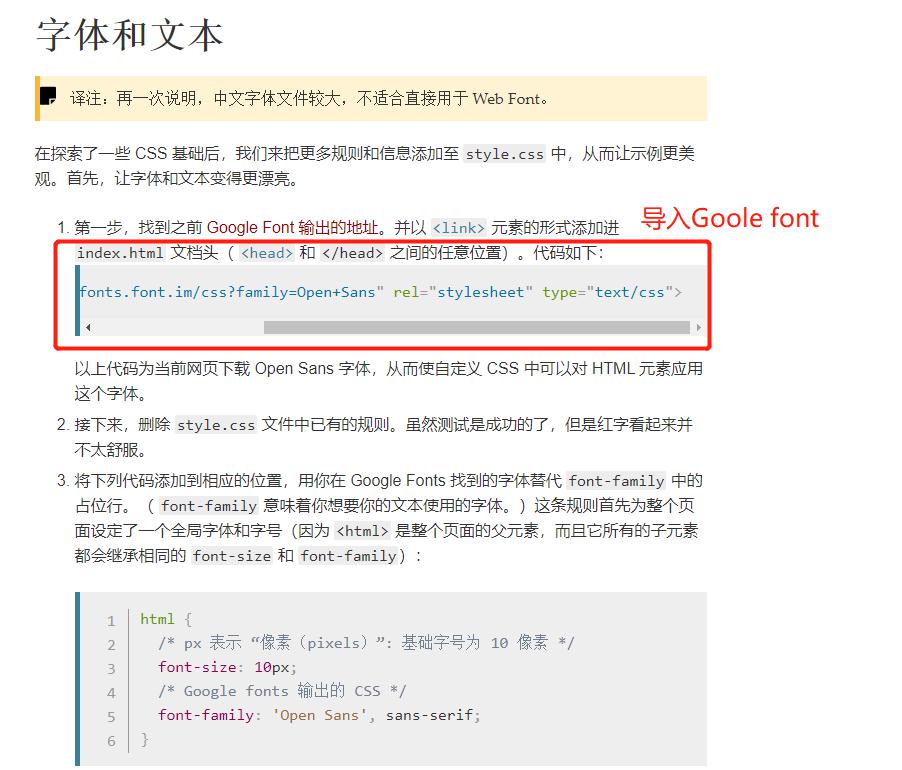 字体和文本
译注：再一次说明，中文字体文件较大，不适合直接用于 Web Font。
在探索了一些 CSS 基础后，我们来把更多规则和信息添加至 style.css 中，从而让示例更美
观。首先，让字体和文本变得更漂亮。
导入Goole font
1. 第一步，找到之前 Google Font 输出的地址。并以 <link> 元素的形式添加进
index.html 文档头（ <head> 和 </head> 之间的任意位置）。代码如下：
fonts.font.im/css?family=Open+Sans" rel="stylesheet" type="text/css">
以上代码为当前网页下载 Open Sans 字体，从而使自定义 CSS 中可以对 HTML 元素应用
这个字体。
2. 接下来，删除 style.css 文件中已有的规则。虽然测试是成功的了，但是红字看起来并
不太舒服。
3. 将下列代码添加到相应的位置，用你在 Google Fonts 找到的字体替代 font-family 中的
占位行。（ font-family 意味着你想要你的文本使用的字体。）这条规则首先为整个页
面设定了一个全局字体和字号（因为 <html> 是整个页面的父元素，而且它所有的子元素
都会继承相同的 font-size 和 font-family）：
1 html {
2 /* px 表示 “像素（pixels）”: 基础字号为 10 像素 */
3 font-size: 10px;
4 /* Google fonts 输出的 CSS */
5 font-family: 'Open Sans', sans-serif;
6 }